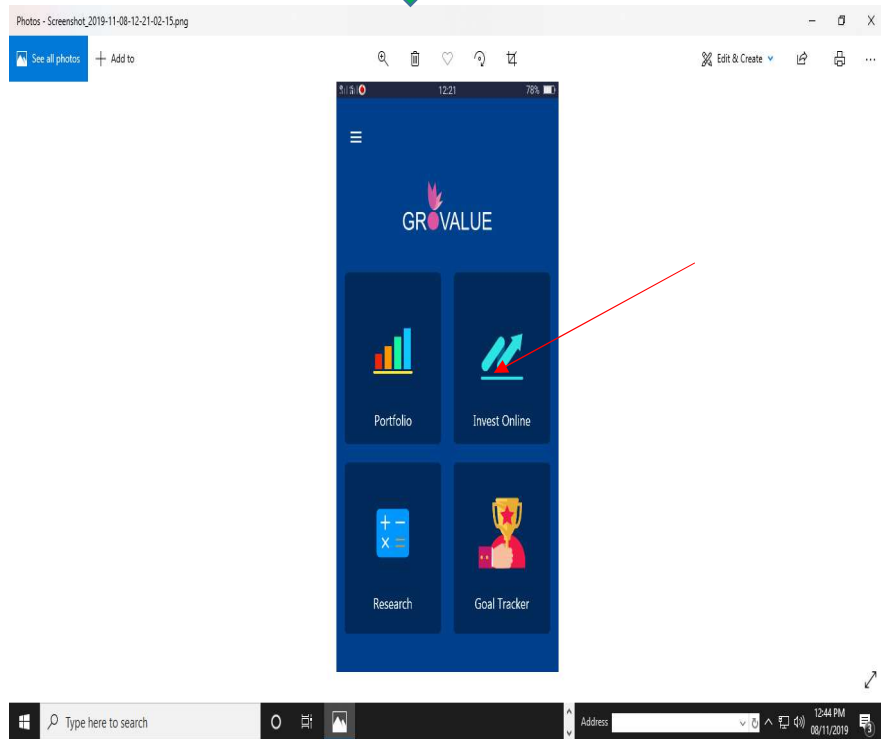 Photos - Screenshot_2019-11-08-12-21-02-15.png
See all photos
Add to
Edit & Create
12:21
78%
GROVALUE
Portfolio
Invest Online
Research
Goal Tracker
Type here to search
Address
12:44 PM
08/11/2019
3